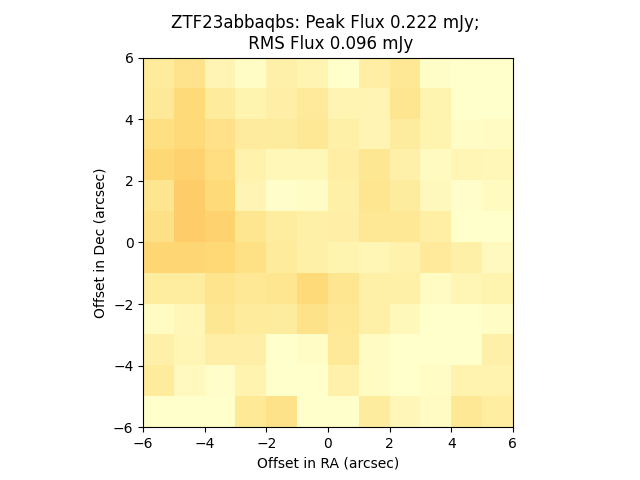 ZTF23abbaqbs: Peak Flux 0.222 mJy;
RMS Flux 0.096 mJy
6
4
2
0
−2
−4
−6
Offset in Dec (arcsec)
−6 −4 −2 0 2 4 6
Offset in RA (arcsec)